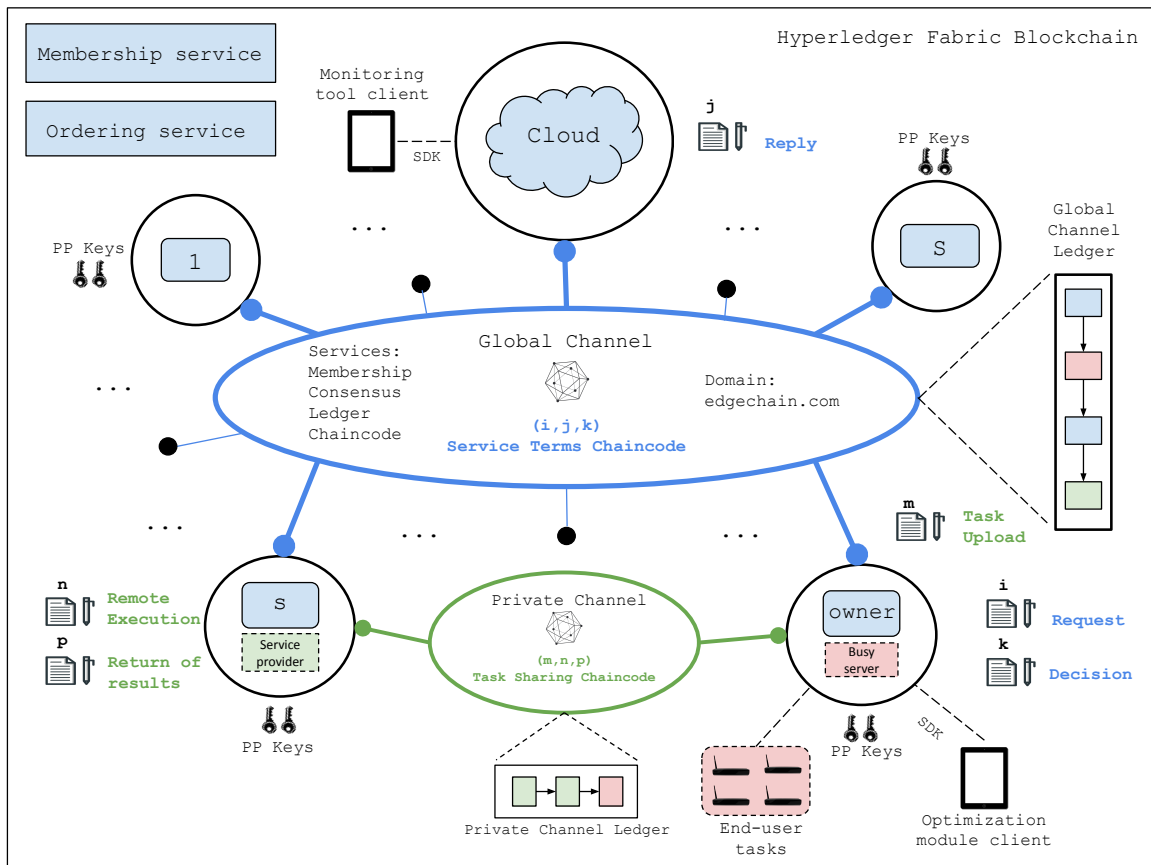 Hyperledger Fabric Blockchain
Membership service
Ordering service
Monitoring
tool client
SDK
Cloud
j
Reply
PP Keys
S
Global
Channel
Ledger
PP Keys
1
...
...
...
Services:
Membership
Consensus
Ledger
Chaincode
Global Channel
(i,j,k)
Service Terms Chaincode
Domain:
edgechain.com
...
...
...
m
Task
Upload
n
Remote
Execution
p
Return of
results
s
Service
provider
PP Keys
Private Channel
(m,n,p)
Task Sharing Chaincode
Private Channel Ledger
owner
Busy
server
PP Keys
SDK
i
Request
k
Decision
End-user
tasks
Optimization
module client